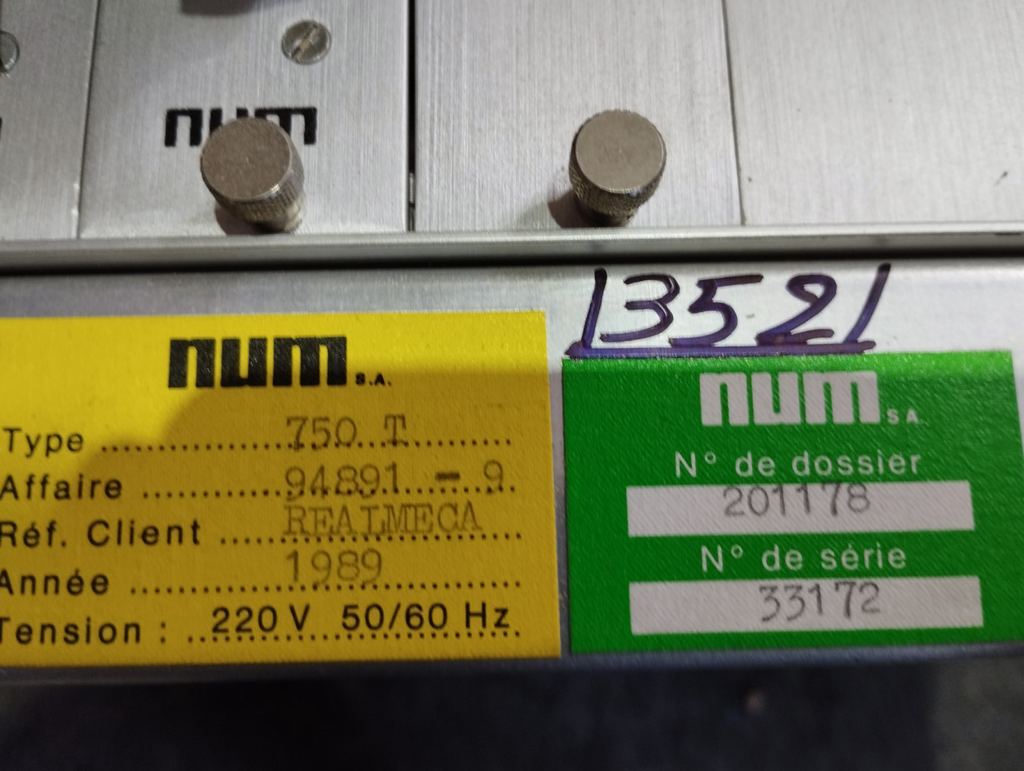 num
13521
num S.A.
Type 750 T
Affaire 94891 - 9
Réf. Client REALMECA
Année 1989
Tension : 220 V 50/60 Hz
num S.A.
N° de dossier
201178
N° de série
33172